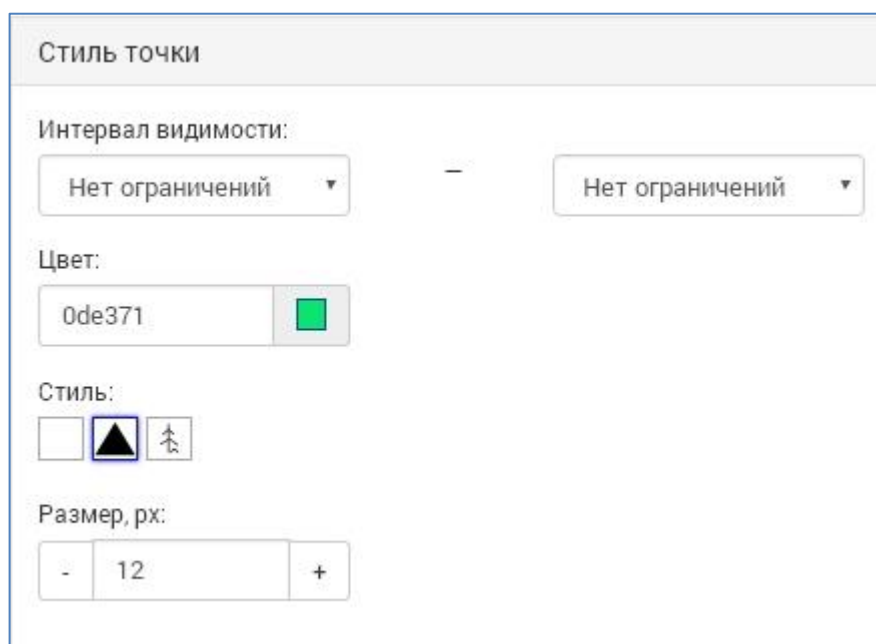 Стиль точки
Интервал видимости:
Нет ограничений – Нет ограничений
Цвет:
0de371
Стиль:
Размер, px:
- 12 +